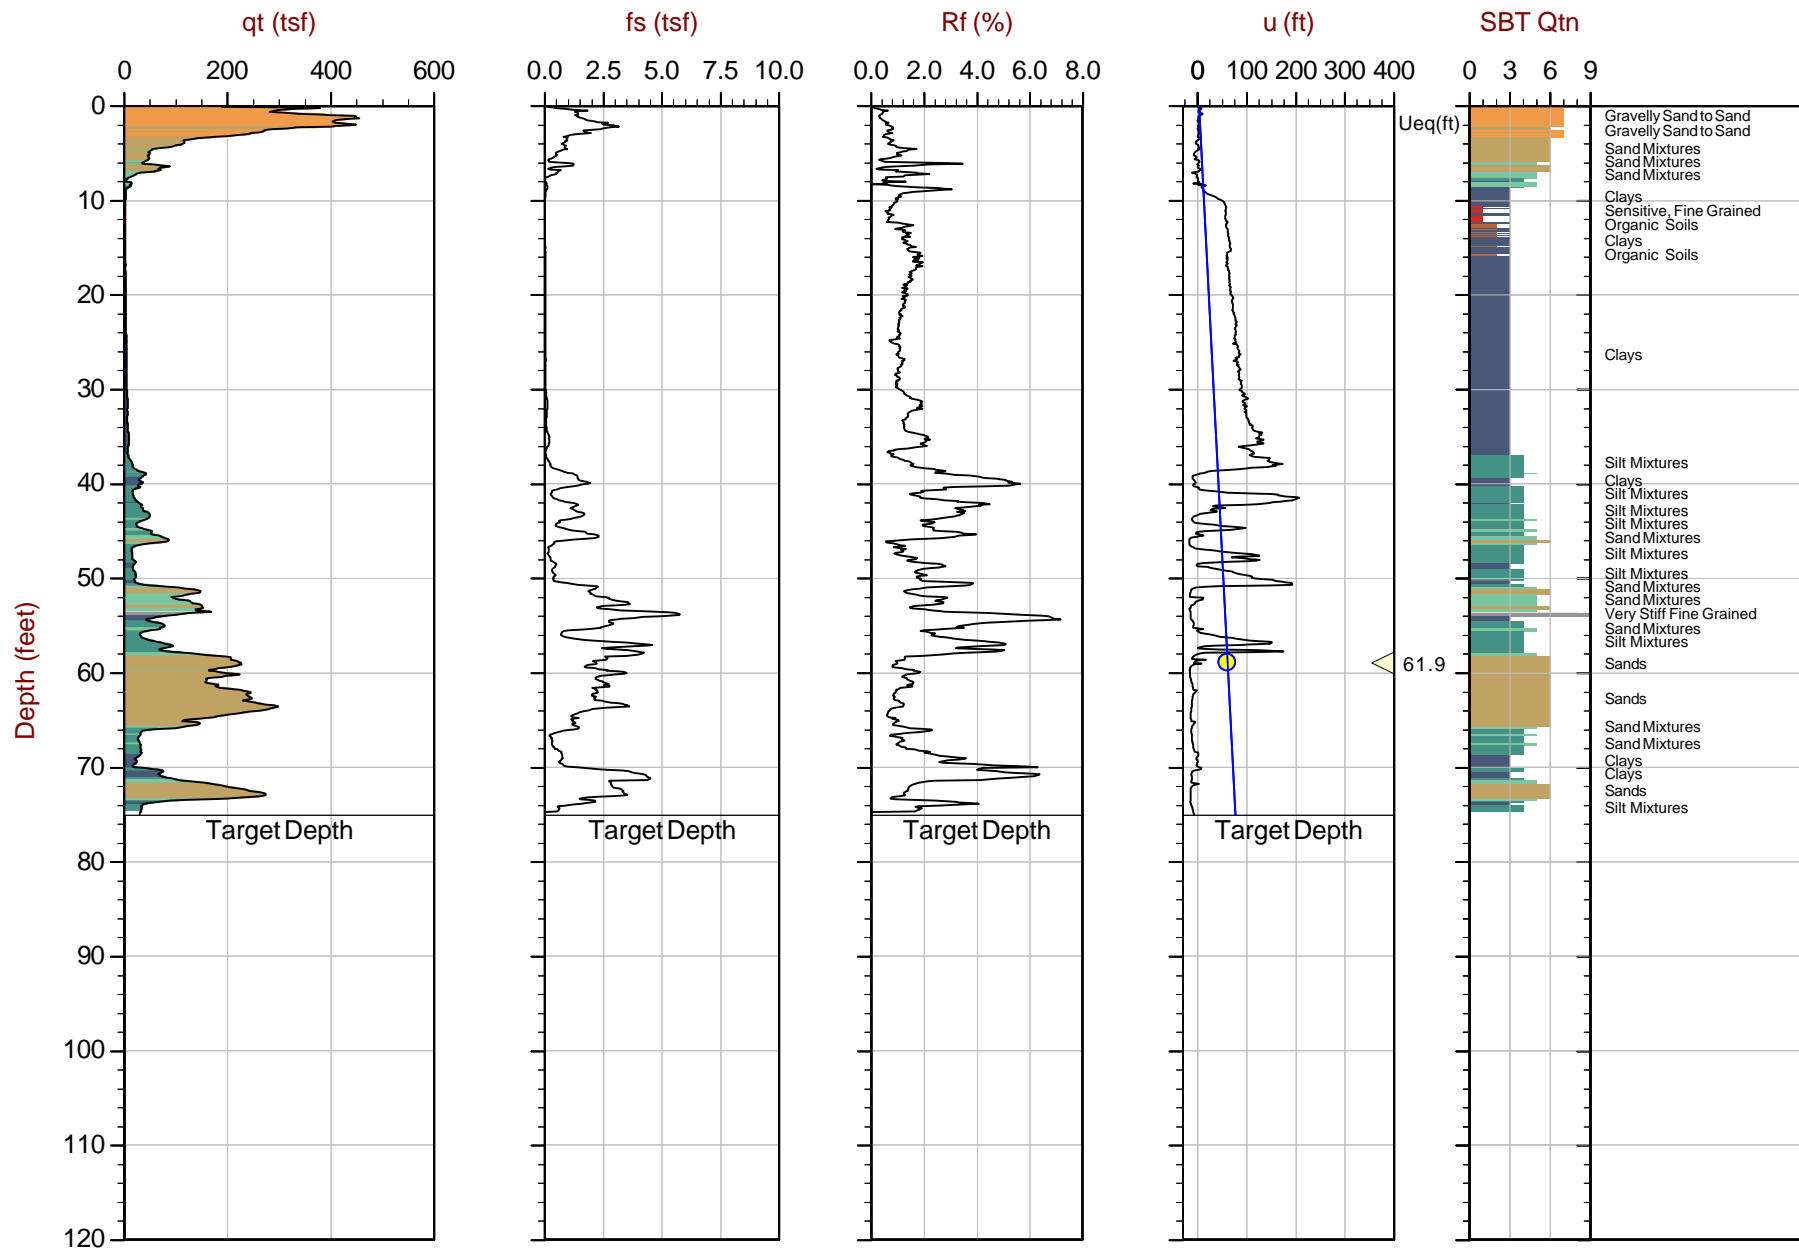 qt (tsf) fs (tsf) Rf (%) u (ft) SBT Qtn
0 200 400 600 0.0 2.5 5.0 7.5 10.0 0.0 2.0 4.0 6.0 8.0 0 100 200 300 400 0 3 6 9
Depth (feet)
0
10
20
30
40
50
60
70
80
90
100
110
120
Target Depth
Target Depth
Target Depth
Target Depth
Ueq(ft)
61.9
Gravelly Sand to Sand
Gravelly Sand to Sand
Sand Mixtures
Sand Mixtures
Sand Mixtures
Clays
Sensitive, Fine Grained
Organic Soils
Clays
Organic Soils
Clays
Silt Mixtures
Clays
Silt Mixtures
Silt Mixtures
Silt Mixtures
Sand Mixtures
Silt Mixtures
Silt Mixtures
Sand Mixtures
Sand Mixtures
Very Stiff Fine Grained
Sand Mixtures
Silt Mixtures
Sands
Sands
Sand Mixtures
Sand Mixtures
Clays
Clays
Sands
Silt Mixtures